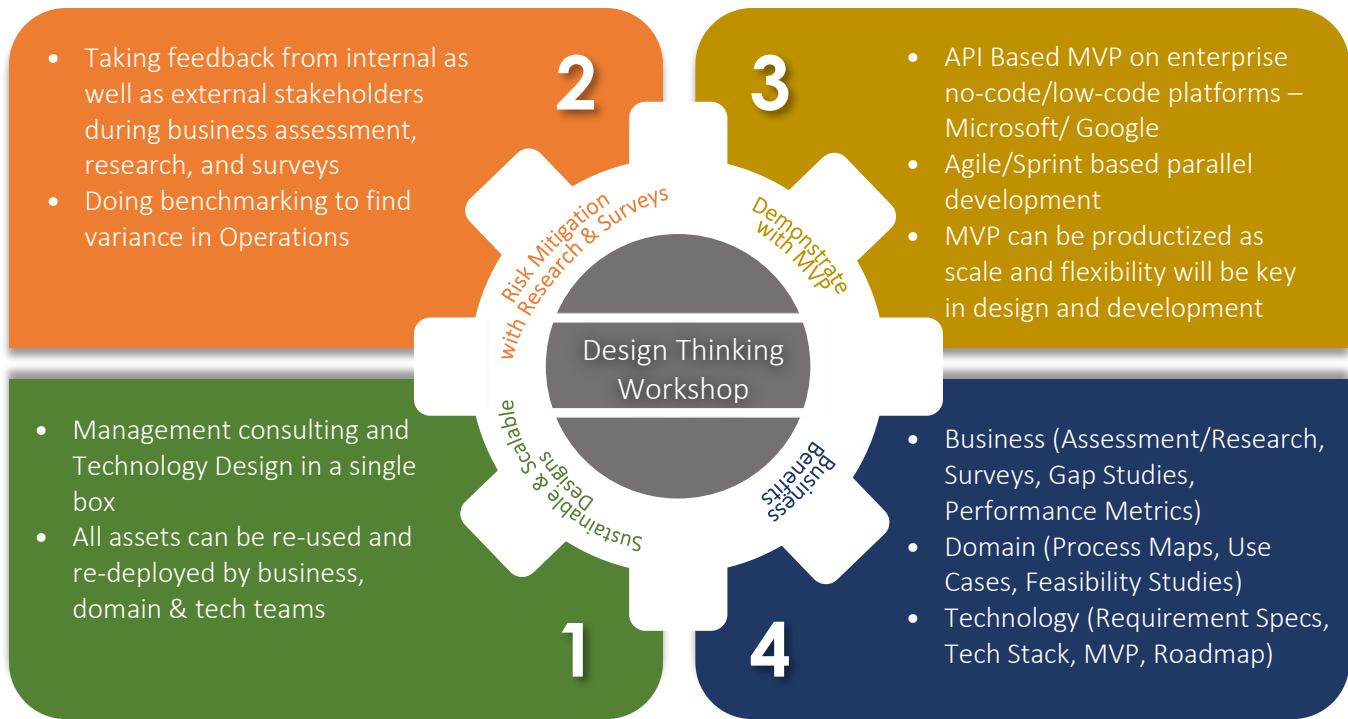 • Taking feedback from internal as
well as external stakeholders
during business assessment,
research, and surveys
• Doing benchmarking to find
variance in Operations
2
3
• API Based MVP on enterprise
no-code/low-code platforms –
Microsoft/ Google
• Agile/Sprint based parallel
development
• MVP can be productized as
scale and flexibility will be key
in design and development
Risk Mitigation
with Research & Surveys
Demonstrate
with MVP
Design Thinking
Workshop
Sustainable & Scalable
Designs
Business
Benefits
• Management consulting and
Technology Design in a single
box
• All assets can be re-used and
re-deployed by business,
domain & tech teams
1
4
• Business (Assessment/Research,
Surveys, Gap Studies,
Performance Metrics)
• Domain (Process Maps, Use
Cases, Feasibility Studies)
• Technology (Requirement Specs,
Tech Stack, MVP, Roadmap)